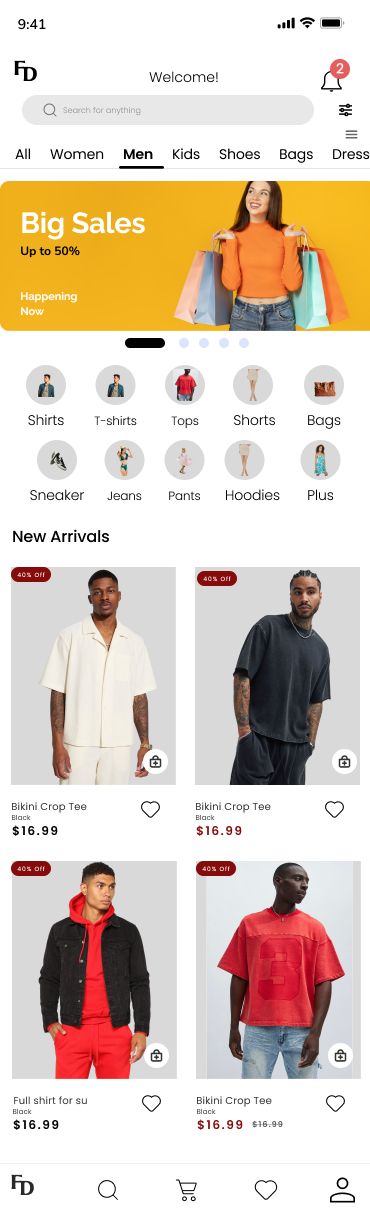 9:41
FD
Welcome!
2
Search for anything
All Women Men Kids Shoes Bags Dress
Big Sales
Up to 50%
Happening
Now
Shirts T-shirts Tops Shorts Bags
Sneaker Jeans Pants Hoodies Plus
New Arrivals
40% Off
40% Off
Bikini Crop Tee
Black
$16.99
Bikini Crop Tee
Black
$16.99
40% Off
40% Off
3
Full shirt for su
Black
$16.99
Bikini Crop Tee
Black
$16.99 $16.99
FD